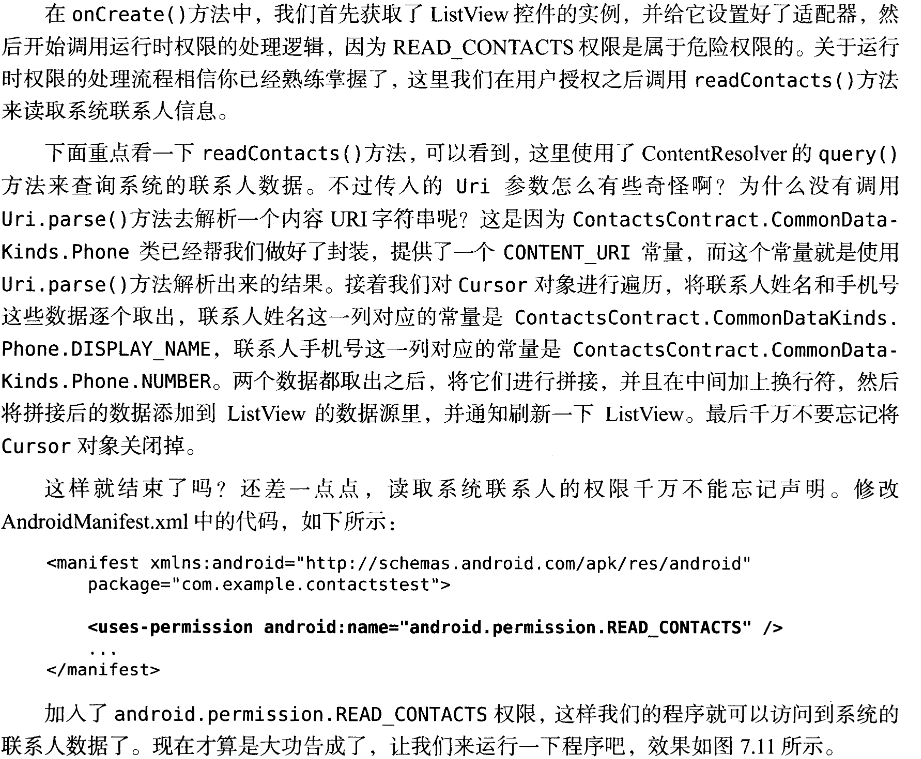 在 onCreate()方法中，我们首先获取了 ListView 控件的实例，并给它设置好了适配器，然
后开始调用运行时权限的处理逻辑，因为 READ_CONTACTS 权限是属于危险权限的。关于运行
时权限的处理流程相信你已经熟练掌握了，这里我们在用户授权之后调用 readContacts()方法
来读取系统联系人信息。
下面重点看一下 readContacts()方法，可以看到，这里使用了 ContentResolver 的 query()
方法来查询系统的联系人数据。不过传入的 Uri 参数怎么有些奇怪啊？为什么没有调用
Uri.parse()方法去解析一个内容 URI 字符串呢？这是因为 ContactsContract.CommonData-
Kinds.Phone 类已经帮我们做好了封装，提供了一个 CONTENT_URI 常量，而这个常量就是使用
Uri.parse()方法解析出来的结果。接着我们对 Cursor 对象进行遍历，将联系人姓名和手机号
这些数据逐个取出，联系人姓名这一列对应的常量是 ContactsContract.CommonDataKinds.
Phone.DISPLAY_NAME，联系人手机号这一列对应的常量是 ContactsContract.CommonData-
Kinds.Phone.NUMBER。两个数据都取出之后，将它们进行拼接，并且在中间加上换行符，然后
将拼接后的数据添加到 ListView 的数据源里，并通知刷新一下 ListView。最后千万不要忘记将
Cursor 对象关闭掉。
这样就结束了吗？还差一点点，读取系统联系人的权限千万不能忘记声明。修改
AndroidManifest.xml 中的代码，如下所示：
<manifest xmlns:android="http://schemas.android.com/apk/res/android"
package="com.example.contactstest">
<uses-permission android:name="android.permission.READ_CONTACTS" />
...
</manifest>
加入了 android.permission.READ_CONTACTS 权限，这样我们的程序就可以访问到系统的
联系人数据了。现在才算是大功告成了，让我们来运行一下程序吧，效果如图 7.11 所示。